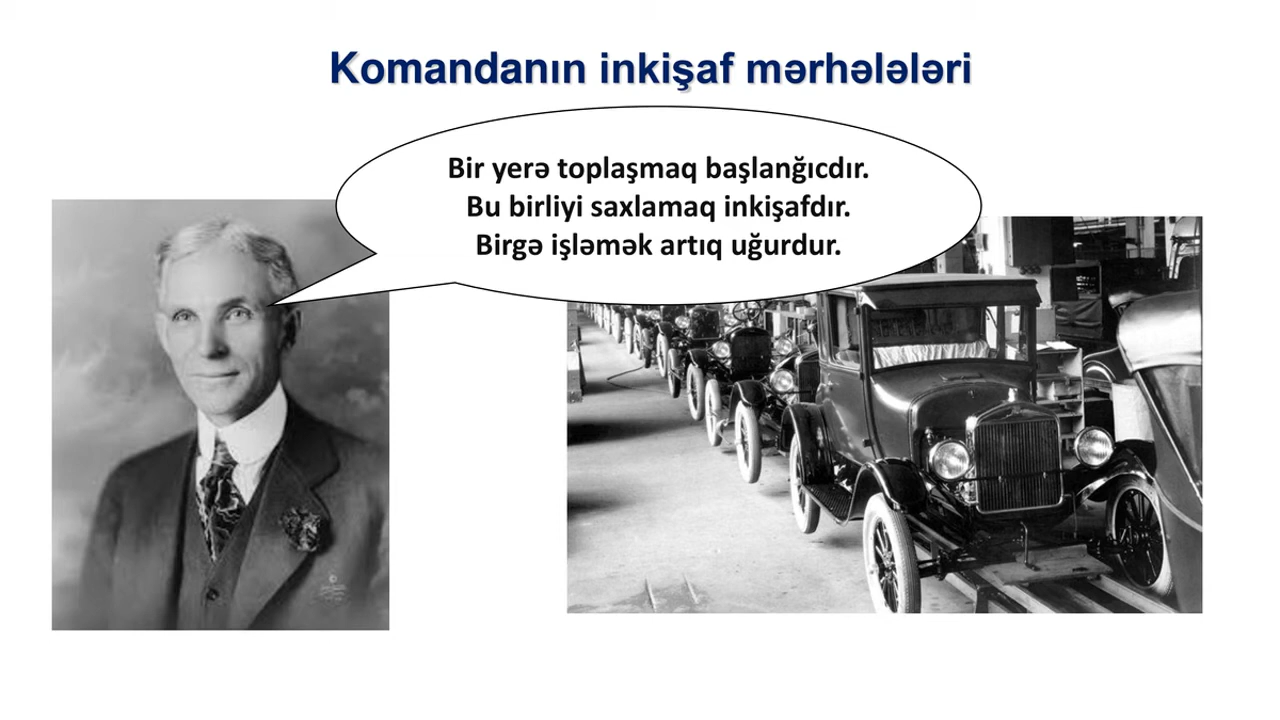 Komandanın inkişaf mərhələləri
Bir yerə toplaşmaq başlanğıcdır.
Bu birliyi saxlamaq inkişafdır.
Birgə işləmək artıq uğurdur.